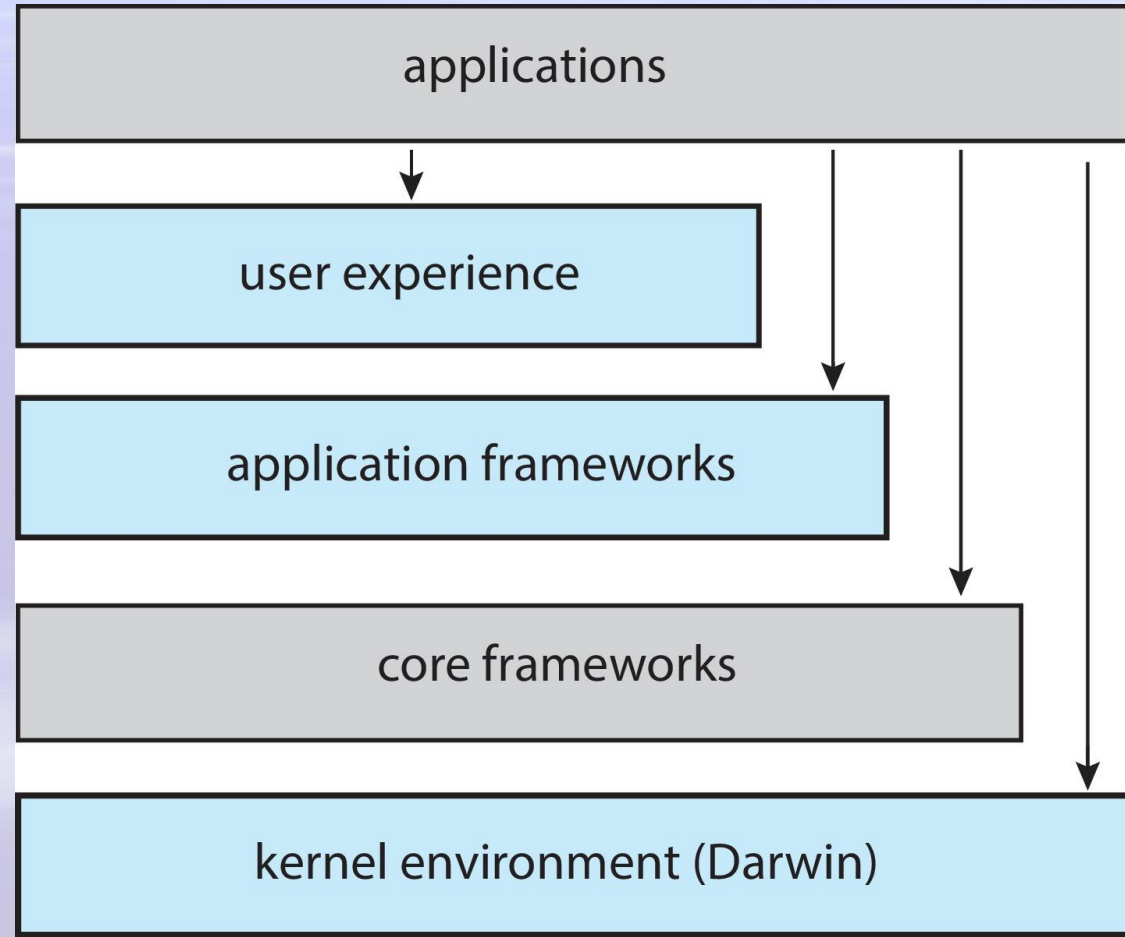 applications
user experience
application frameworks
core frameworks
kernel environment (Darwin)